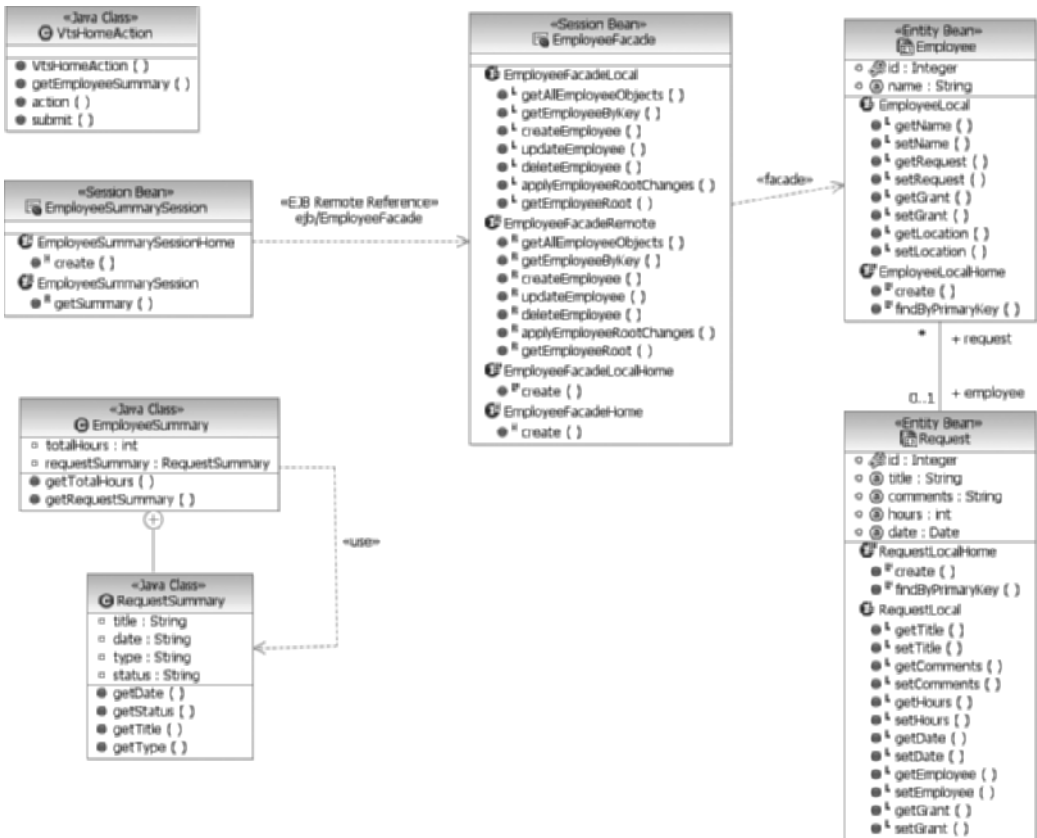 «Java Class»
VtsHomeAction
VtsHomeAction ( )
getEmployeeSummary ( )
action ( )
submit ( )
«Session Bean»
EmployeeSummarySession
EmployeeSummarySessionHome
create ( )
EmployeeSummarySession
getSummary ( )
«EJB Remote Reference»
ejb/EmployeeFacade
«Session Bean»
EmployeeFacade
EmployeeFacadeLocal
getAllEmployeeObjects ( )
getEmployeeByKey ( )
createEmployee ( )
updateEmployee ( )
deleteEmployee ( )
applyEmployeeRootChanges ( )
getEmployeeRoot ( )
EmployeeFacadeRemote
getAllEmployeeObjects ( )
getEmployeeByKey ( )
createEmployee ( )
updateEmployee ( )
deleteEmployee ( )
applyEmployeeRootChanges ( )
getEmployeeRoot ( )
EmployeeFacadeLocalHome
create ( )
EmployeeFacadeHome
create ( )
«facade»
«Entity Bean»
Employee
id : Integer
name : String
EmployeeLocal
getName ( )
setName ( )
getRequest ( )
setRequest ( )
getGrant ( )
setGrant ( )
getLocation ( )
setLocation ( )
EmployeeLocalHome
create ( )
findByPrimaryKey ( )
* + request
0..1 + employee
«Entity Bean»
Request
id : Integer
title : String
comments : String
hours : int
date : Date
RequestLocalHome
create ( )
findByPrimaryKey ( )
RequestLocal
getTitle ( )
setTitle ( )
getComments ( )
setComments ( )
getHours ( )
setHours ( )
getDate ( )
setDate ( )
getEmployee ( )
setEmployee ( )
getGrant ( )
setGrant ( )
«Java Class»
EmployeeSummary
totalHours : int
requestSummary : RequestSummary
getTotalHours ( )
getRequestSummary ( )
«use»
«Java Class»
RequestSummary
title : String
date : String
type : String
status : String
getDate ( )
getStatus ( )
getTitle ( )
getType ( )